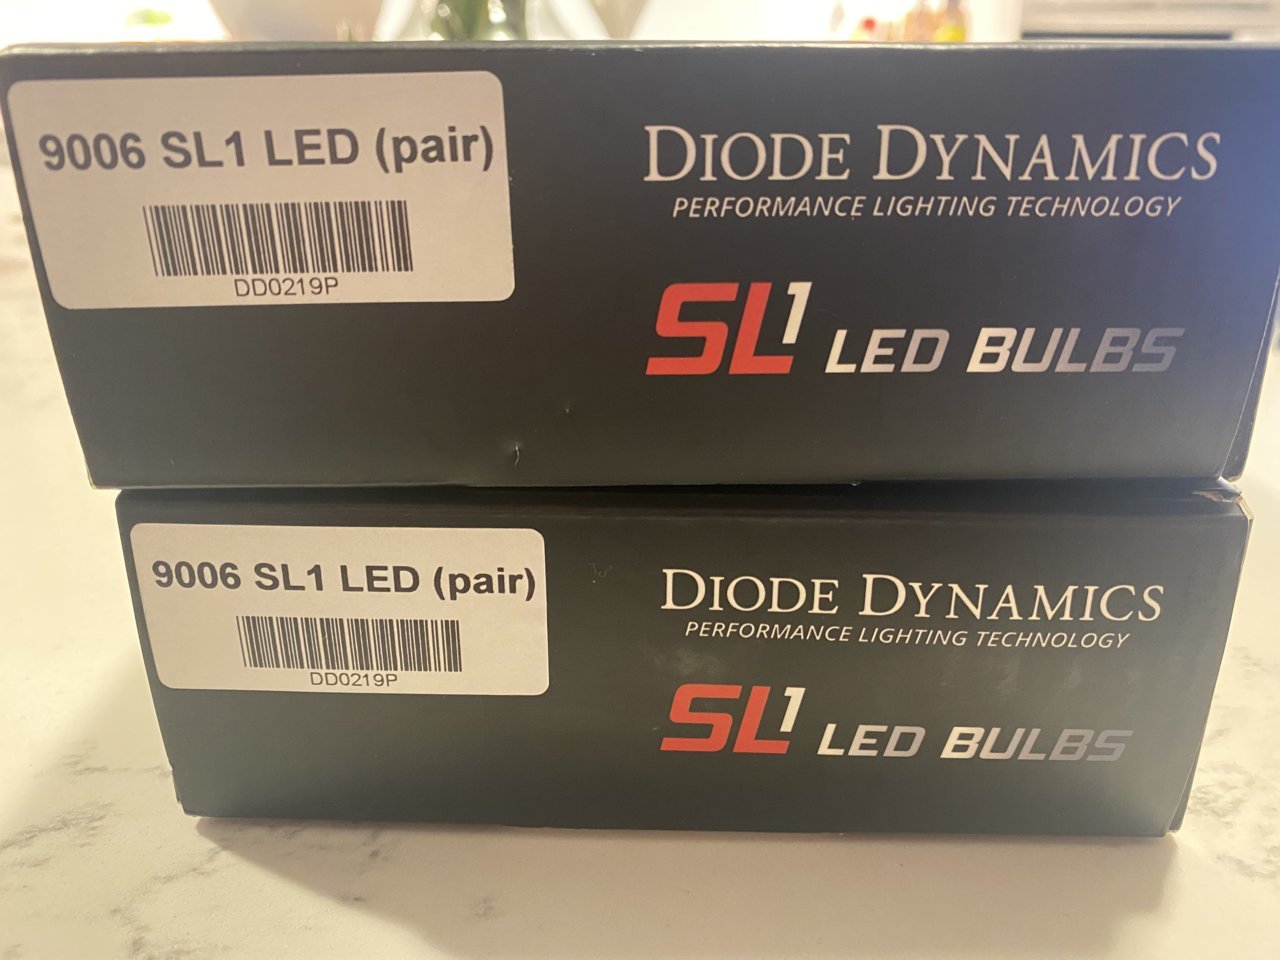 9006 SL1 LED (pair)
DD0219P
DIODE DYNAMICS
PERFORMANCE LIGHTING TECHNOLOGY
SL1 LED BULBS
9006 SL1 LED (pair)
DD0219P
DIODE DYNAMICS
PERFORMANCE LIGHTING TECHNOLOGY
SL1 LED BULBS